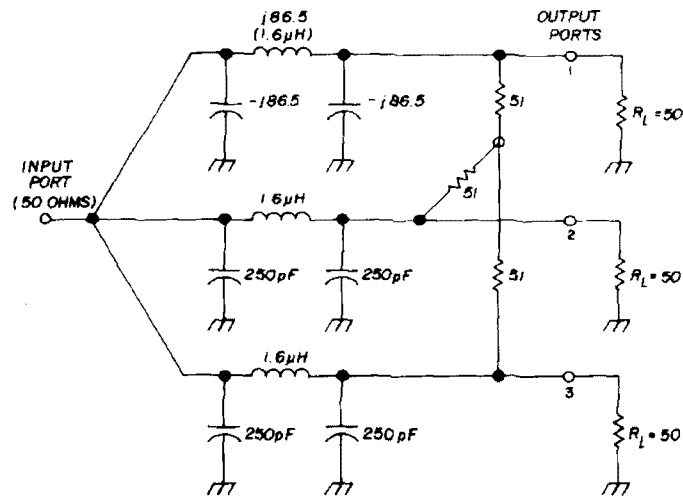 j86.5
(1.6µH)
OUTPUT
PORTS
-j86.5
-j86.5
51
1
R_L = 50
INPUT
PORT
(50 OHMS)
51
1.6µH
2
250pF
250pF
51
R_L = 50
1.6µH
3
250pF
250pF
R_L = 50